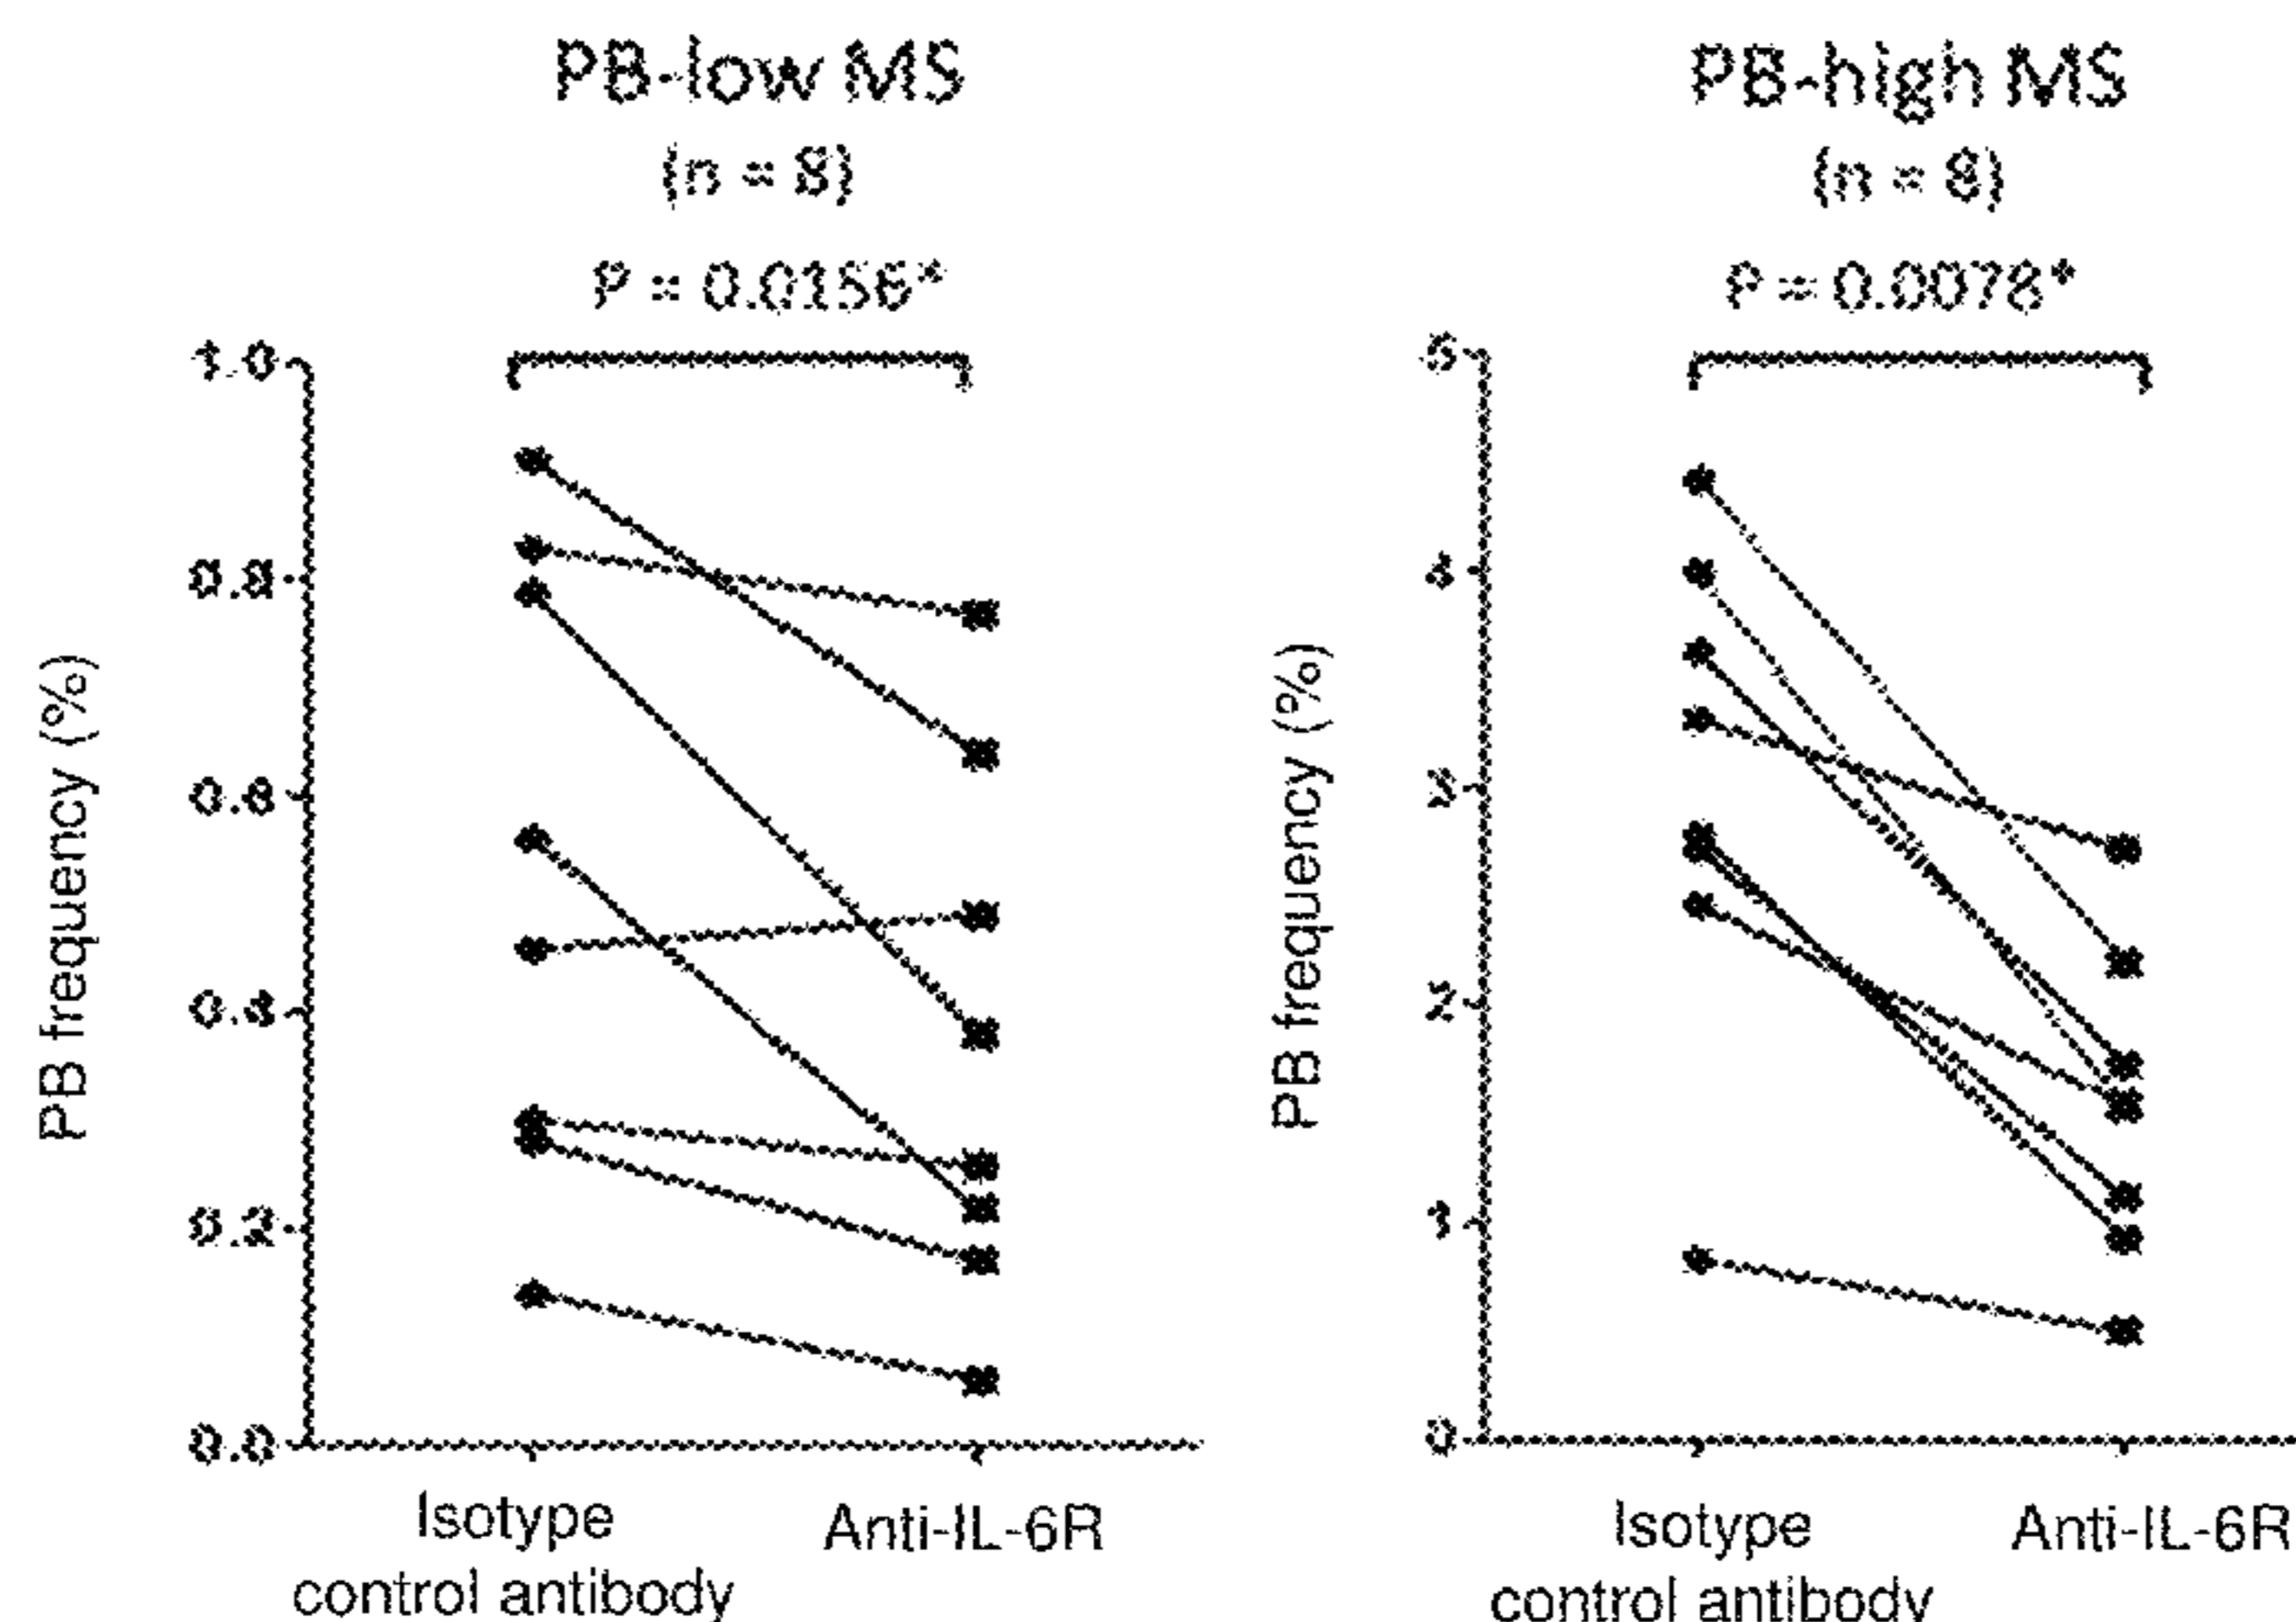 PB-low MS
(n = 8)
P = 0.0156*
1.0
0.8
0.6
0.4
0.2
0.0
PB frequency (%)
Isotype
control antibody
Anti-IL-6R
PB-high MS
(n = 8)
P = 0.0078*
5
4
3
2
1
0
PB frequency (%)
Isotype
control antibody
Anti-IL-6R